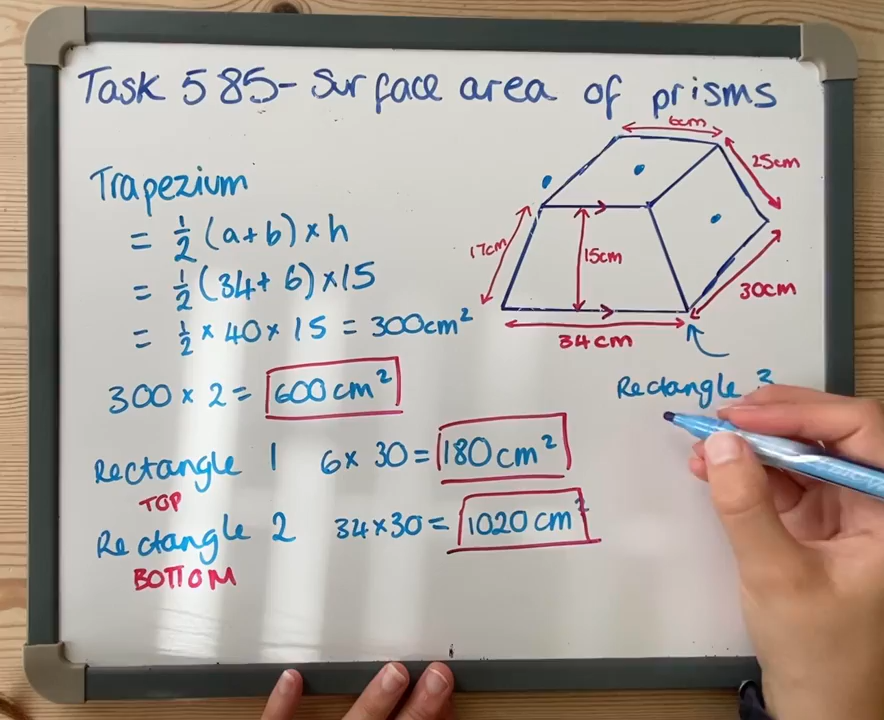 Task 585- Surface area of prisms
Trapezium
= 1/2 (a+b) × h
= 1/2 (34+ 6) ×15
= 1/2 × 40 × 15 = 300cm²
300 × 2 = 600 cm²
Rectangle 1 6 × 30 = 180 cm²
TOP
Rectangle 2 34×30 = 1020 cm²
BOTTOM
6cm
25cm
17cm
15cm
30cm
34cm
Rectangle 3